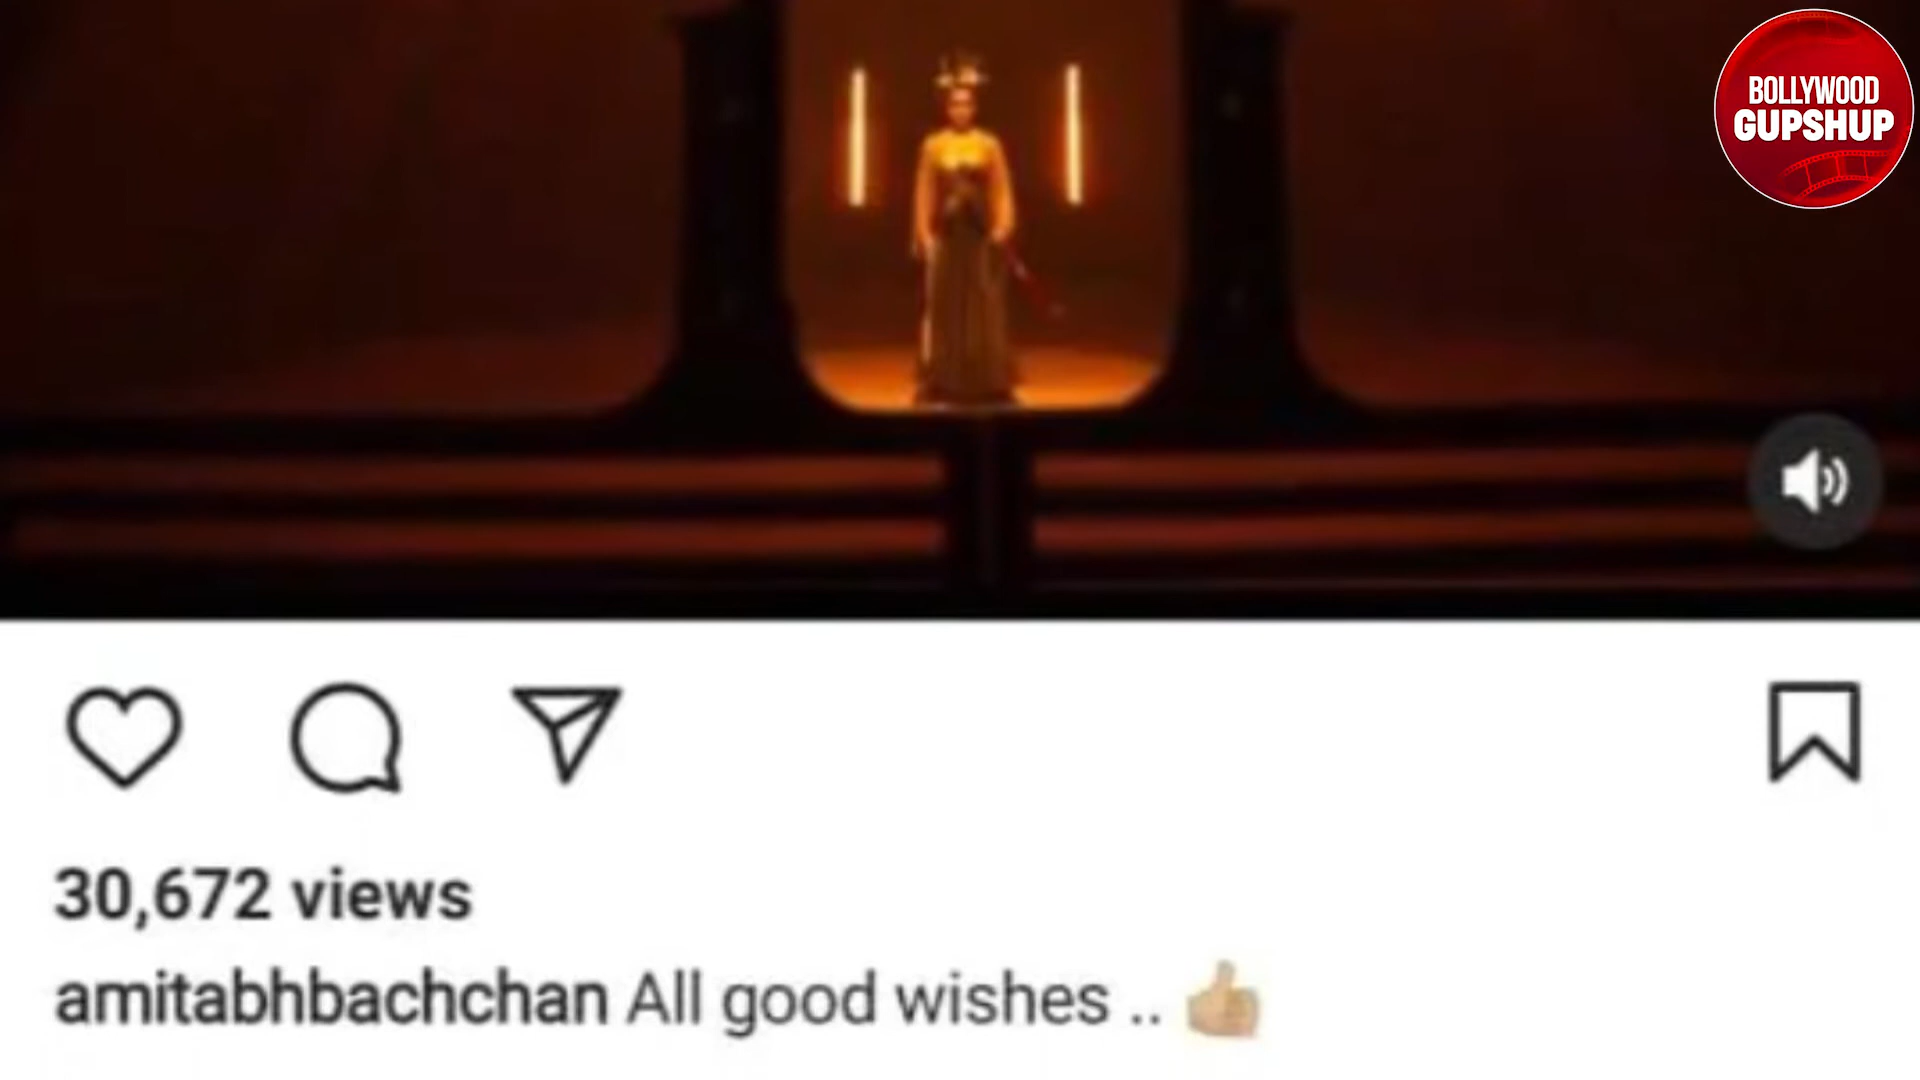 BOLLYWOOD
GUPSHUP
30,672 views
amitabhbachchan All good wishes .. 👍🏼